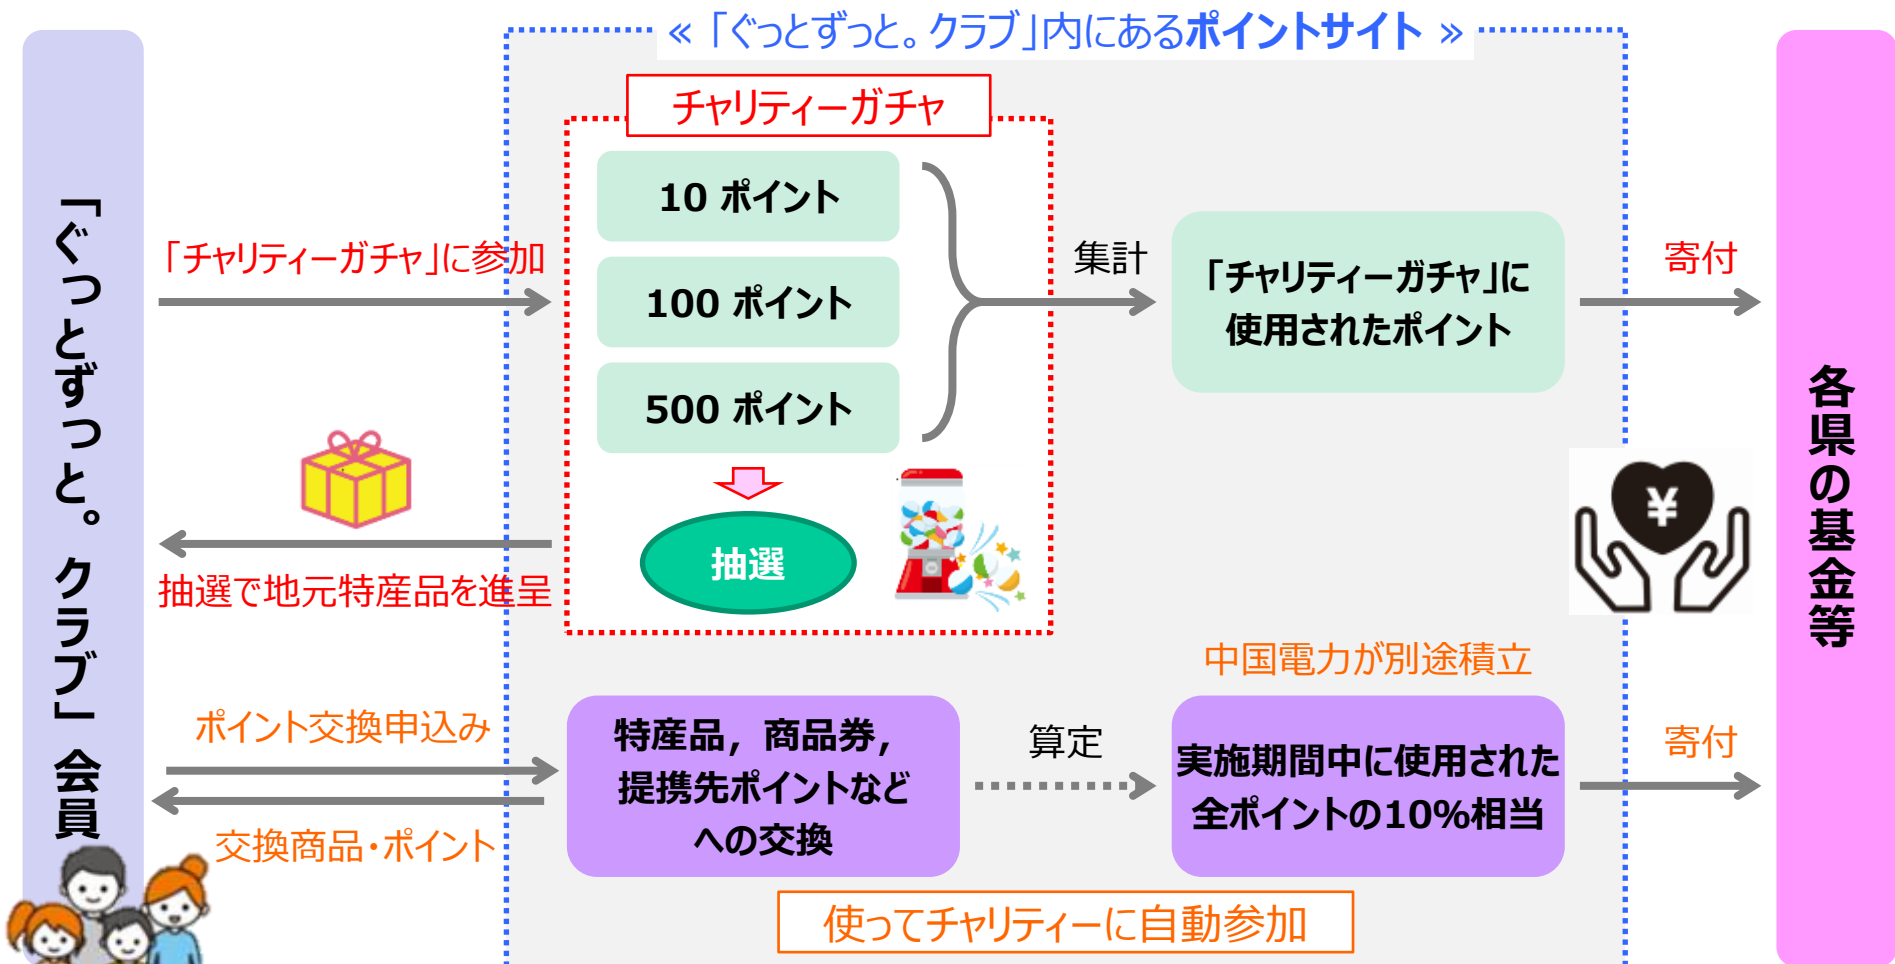 « 「ぐっとずっと。クラブ」内にあるポイントサイト »
「ぐっとずっと。クラブ」会員
チャリティーガチャ
10 ポイント
100 ポイント
500 ポイント
抽選
「チャリティーガチャ」に参加
抽選で地元特産品を進呈
集計
「チャリティーガチャ」に
使用されたポイント
寄付
¥
各県の基金等
ポイント交換申込み
交換商品・ポイント
特産品，商品券，
提携先ポイントなど
への交換
算定
中国電力が別途積立
実施期間中に使用された
全ポイントの10%相当
寄付
使ってチャリティーに自動参加